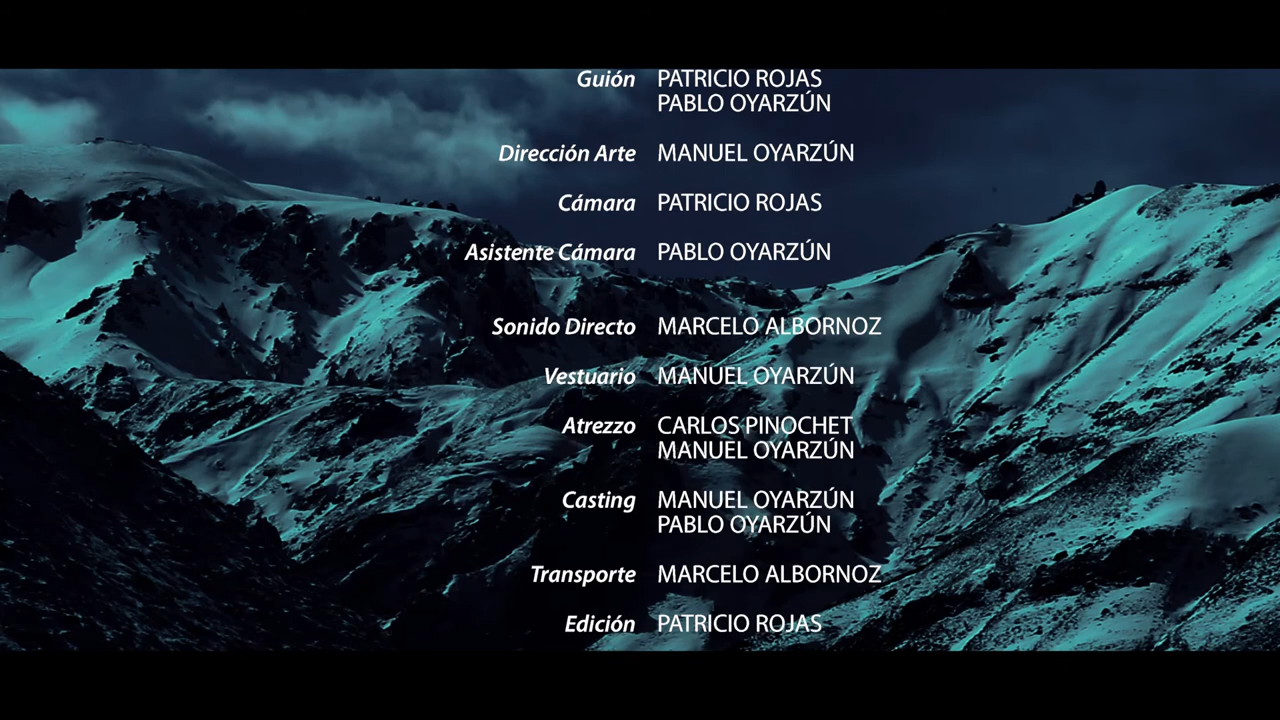 Guión PATRICIO ROJAS
PABLO OYARZÚN
Dirección Arte MANUEL OYARZÚN
Cámara PATRICIO ROJAS
Asistente Cámara PABLO OYARZÚN
Sonido Directo MARCELO ALBORNOZ
Vestuario MANUEL OYARZÚN
Atrezzo CARLOS PINOCHET
MANUEL OYARZÚN
Casting MANUEL OYARZÚN
PABLO OYARZÚN
Transporte MARCELO ALBORNOZ
Edición PATRICIO ROJAS